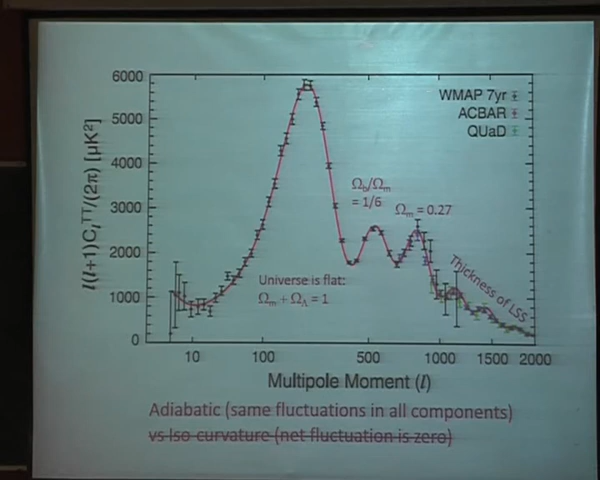 6000
5000
4000
3000
2000
1000
0
l(l+1)C_l^TT/(2π) [μK²]
WMAP 7yr
ACBAR
QUaD
Ω_b/Ω_m
= 1/6
Ω_m = 0.27
Universe is flat:
Ω_m + Ω_Λ = 1
Thickness of LSS
10 100 500 1000 1500 2000
Multipole Moment (l)
Adiabatic (same fluctuations in all components)
vs Iso-curvature (net fluctuation is zero)